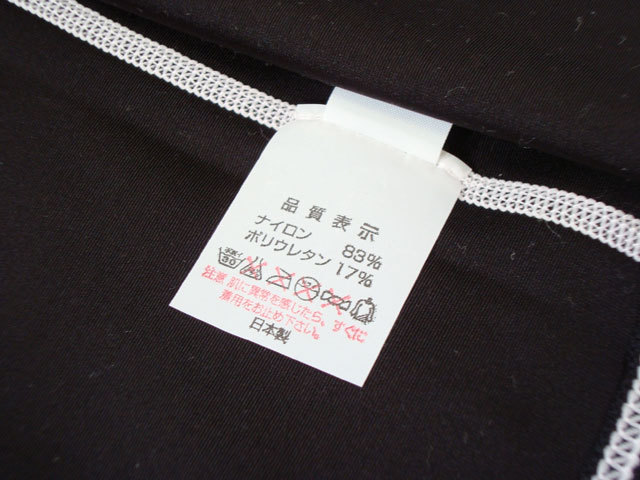 品質表示
ナイロン 83%
ポリウレタン 17%
注意 肌に異常を感じたら、すぐに
着用をお止め下さい。
日本製